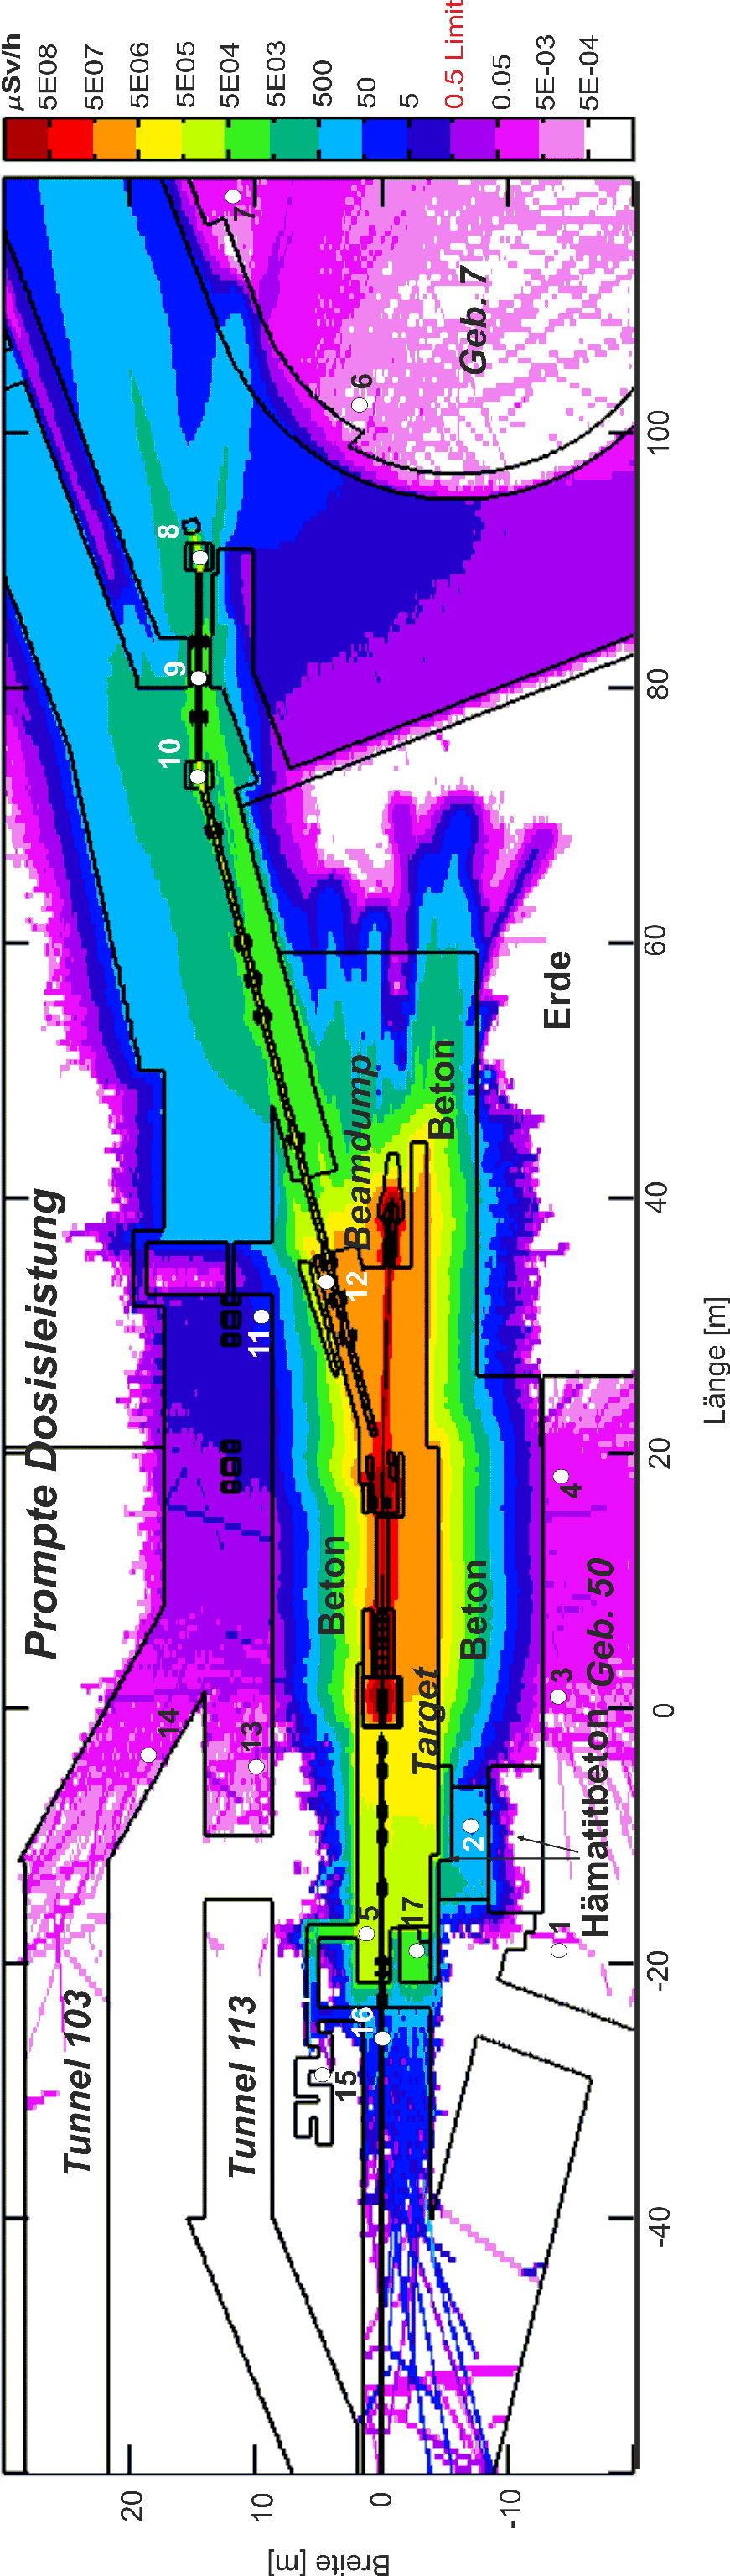 Prompte Dosisleistung
µSv/h
5E08
5E07
5E06
5E05
5E04
5E03
500
50
5
0.5 Limit
0.05
5E-03
5E-04
Tunnel 103
Tunnel 113
14
13
11
10
9
8
7
6
Geb. 7
Beton
Beamdump
12
Beton
Erde
15
16
5
17
Target
Beton
2
1
Hämatitbeton
3
Geb. 50
4
Breite [m]
20
10
0
-10
-40
-20
0
20
40
60
80
100
Länge [m]